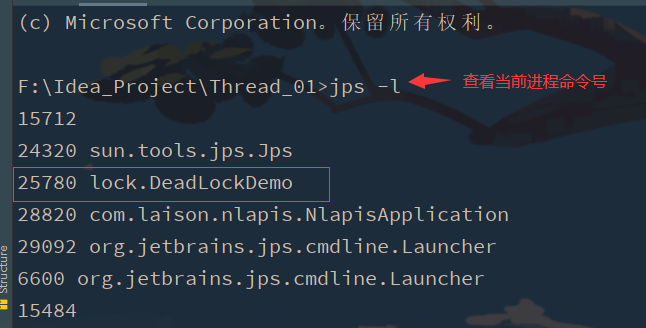 (c) Microsoft Corporation。保留所有权利。
F:\Idea_Project\Thread_01>jps -l
查看当前进程命令号
15712
24320 sun.tools.jps.Jps
25780 lock.DeadLockDemo
28820 com.laison.nlapis.NlapisApplication
29092 org.jetbrains.jps.cmdline.Launcher
6600 org.jetbrains.jps.cmdline.Launcher
15484
Structure